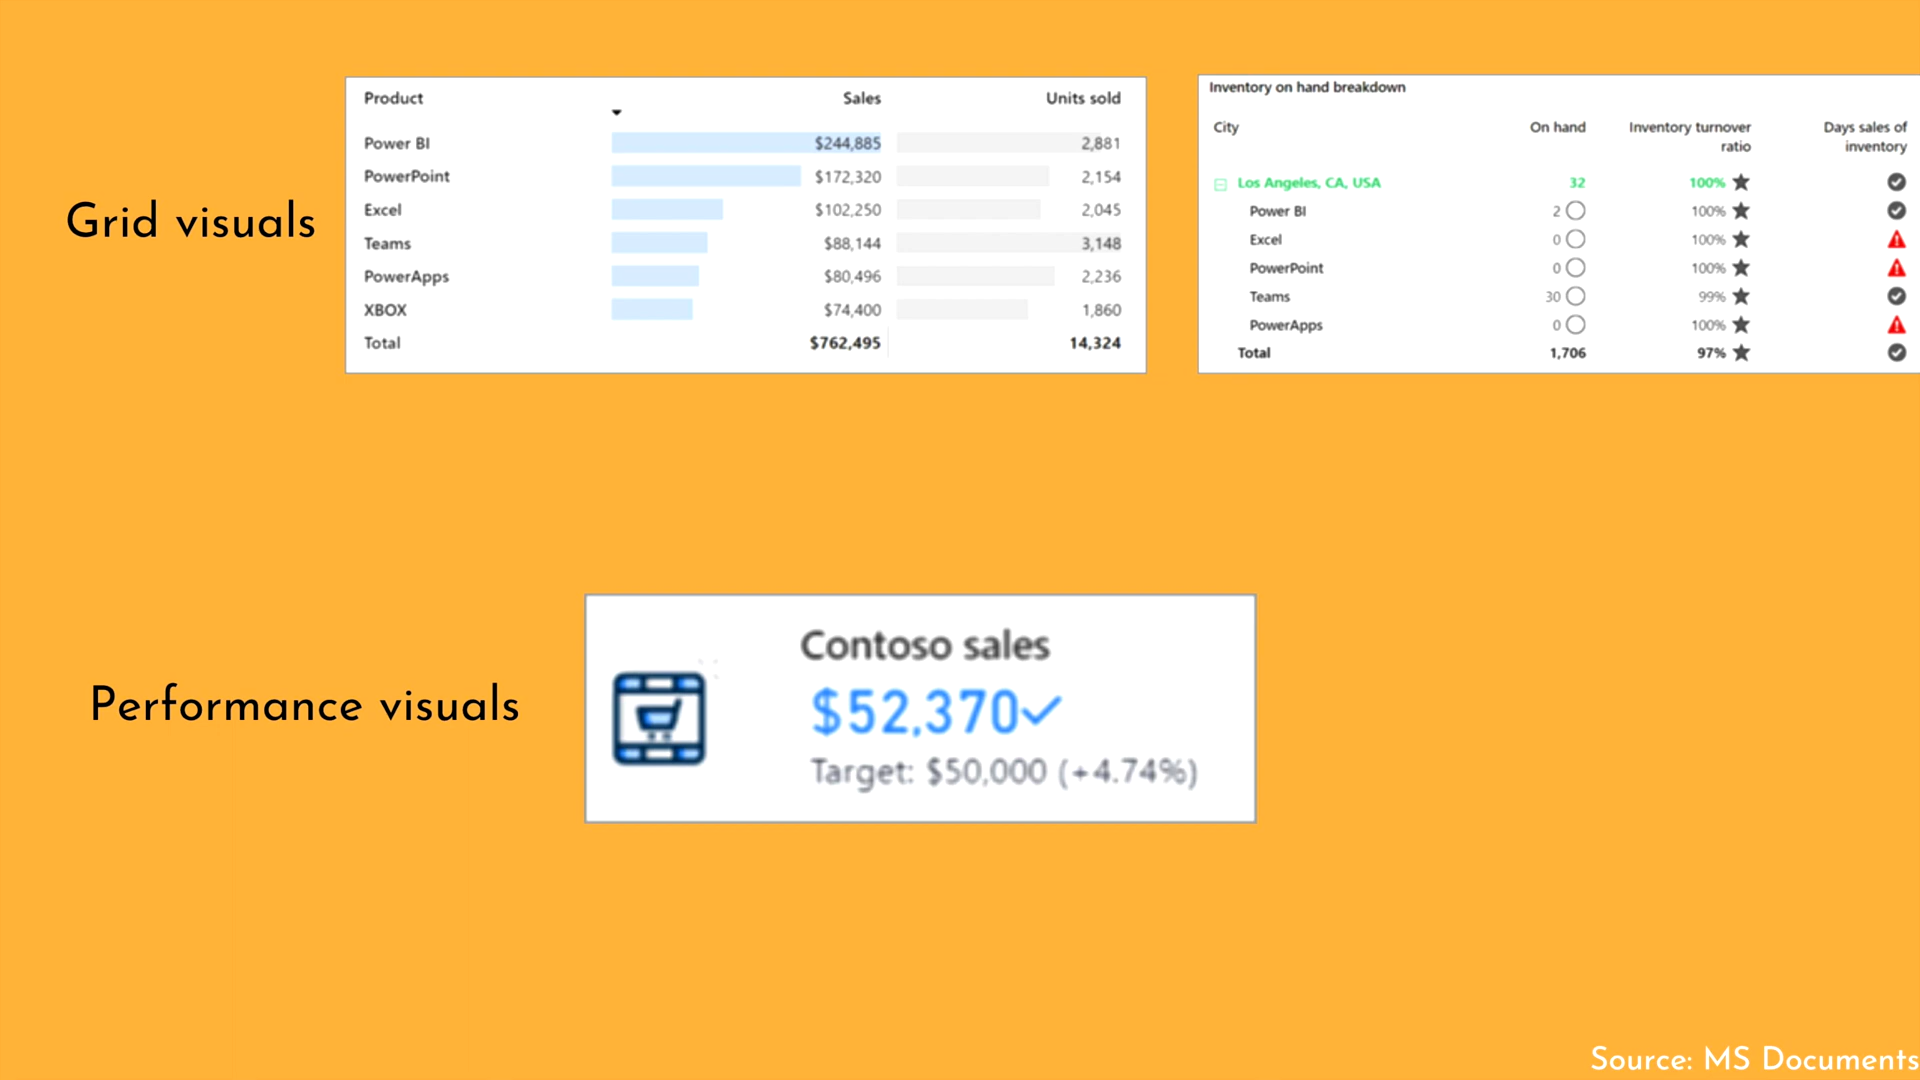 Grid visuals
Product Sales Units sold
Power BI $244,885 2,881
PowerPoint $172,320 2,154
Excel $102,250 2,045
Teams $88,144 3,148
PowerApps $80,496 2,236
XBOX $74,400 1,860
Total $762,495 14,324
Inventory on hand breakdown
City On hand Inventory turnover ratio Days sales of inventory
Los Angeles, CA, USA 32 100%
Power BI 2 100%
Excel 0 100%
PowerPoint 0 100%
Teams 30 99%
PowerApps 0 100%
Total 1,706 97%
Performance visuals
Contoso sales
$52,370
Target: $50,000 (+4.74%)
Source: MS Documents